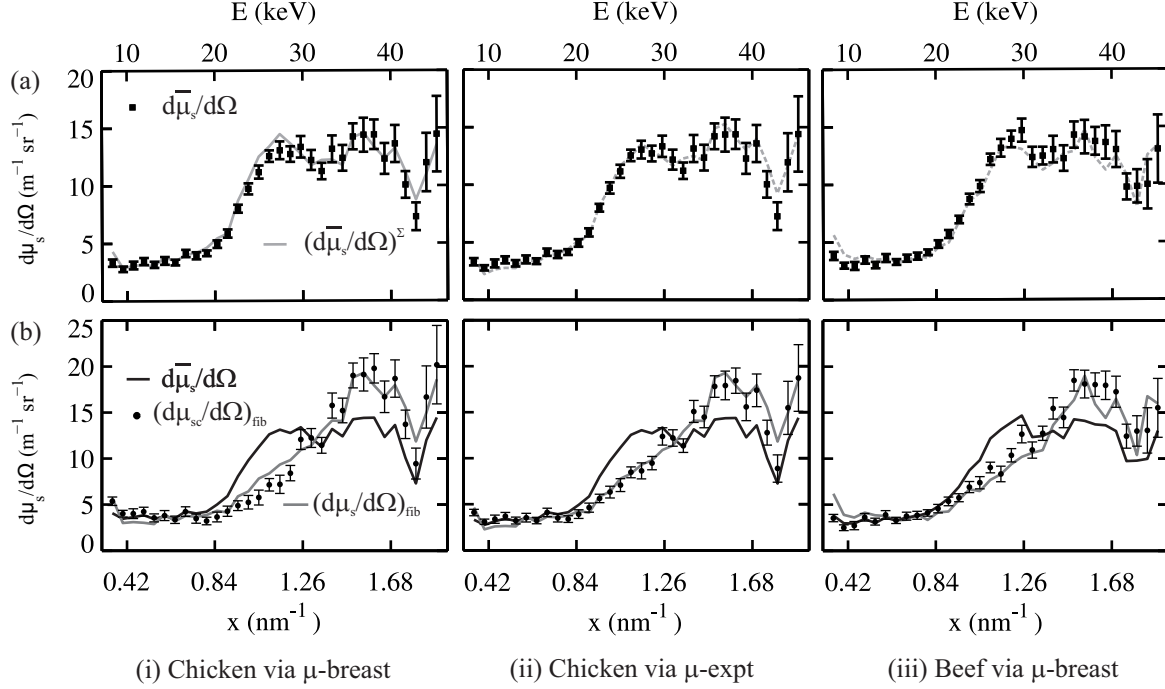 E (keV) E (keV) E (keV)
10 20 30 40 10 20 30 40 10 20 30 40
(a)
20
15
10
5
0
dμₛ/dΩ (m⁻¹ sr⁻¹)
dμ̅ₛ/dΩ
(dμ̅ₛ/dΩ)^Σ
(b)
25
20
15
10
5
0
dμₛ/dΩ (m⁻¹ sr⁻¹)
dμ̅ₛ/dΩ
(dμ_sc/dΩ)_fib
(dμₛ/dΩ)_fib
0.42 0.84 1.26 1.68 0.42 0.84 1.26 1.68 0.42 0.84 1.26 1.68
x (nm⁻¹) x (nm⁻¹) x (nm⁻¹)
(i) Chicken via μ-breast (ii) Chicken via μ-expt (iii) Beef via μ-breast